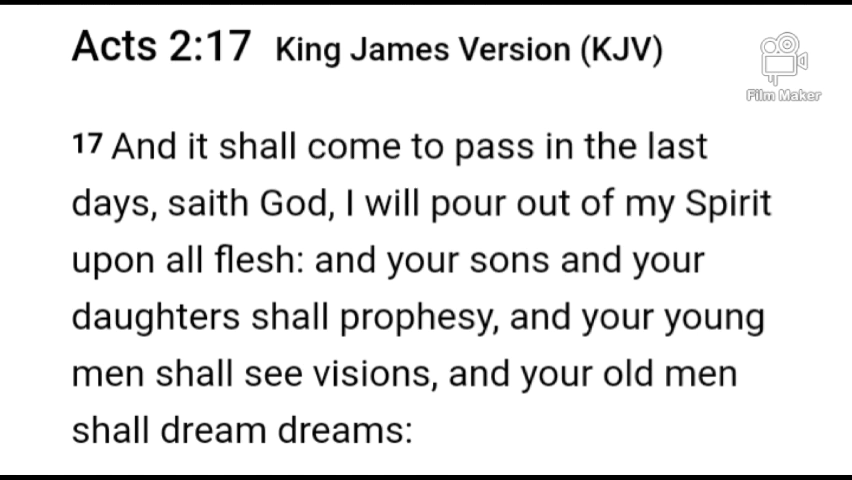 Acts 2:17 King James Version (KJV)
Film Maker
17 And it shall come to pass in the last
days, saith God, I will pour out of my Spirit
upon all flesh: and your sons and your
daughters shall prophesy, and your young
men shall see visions, and your old men
shall dream dreams: